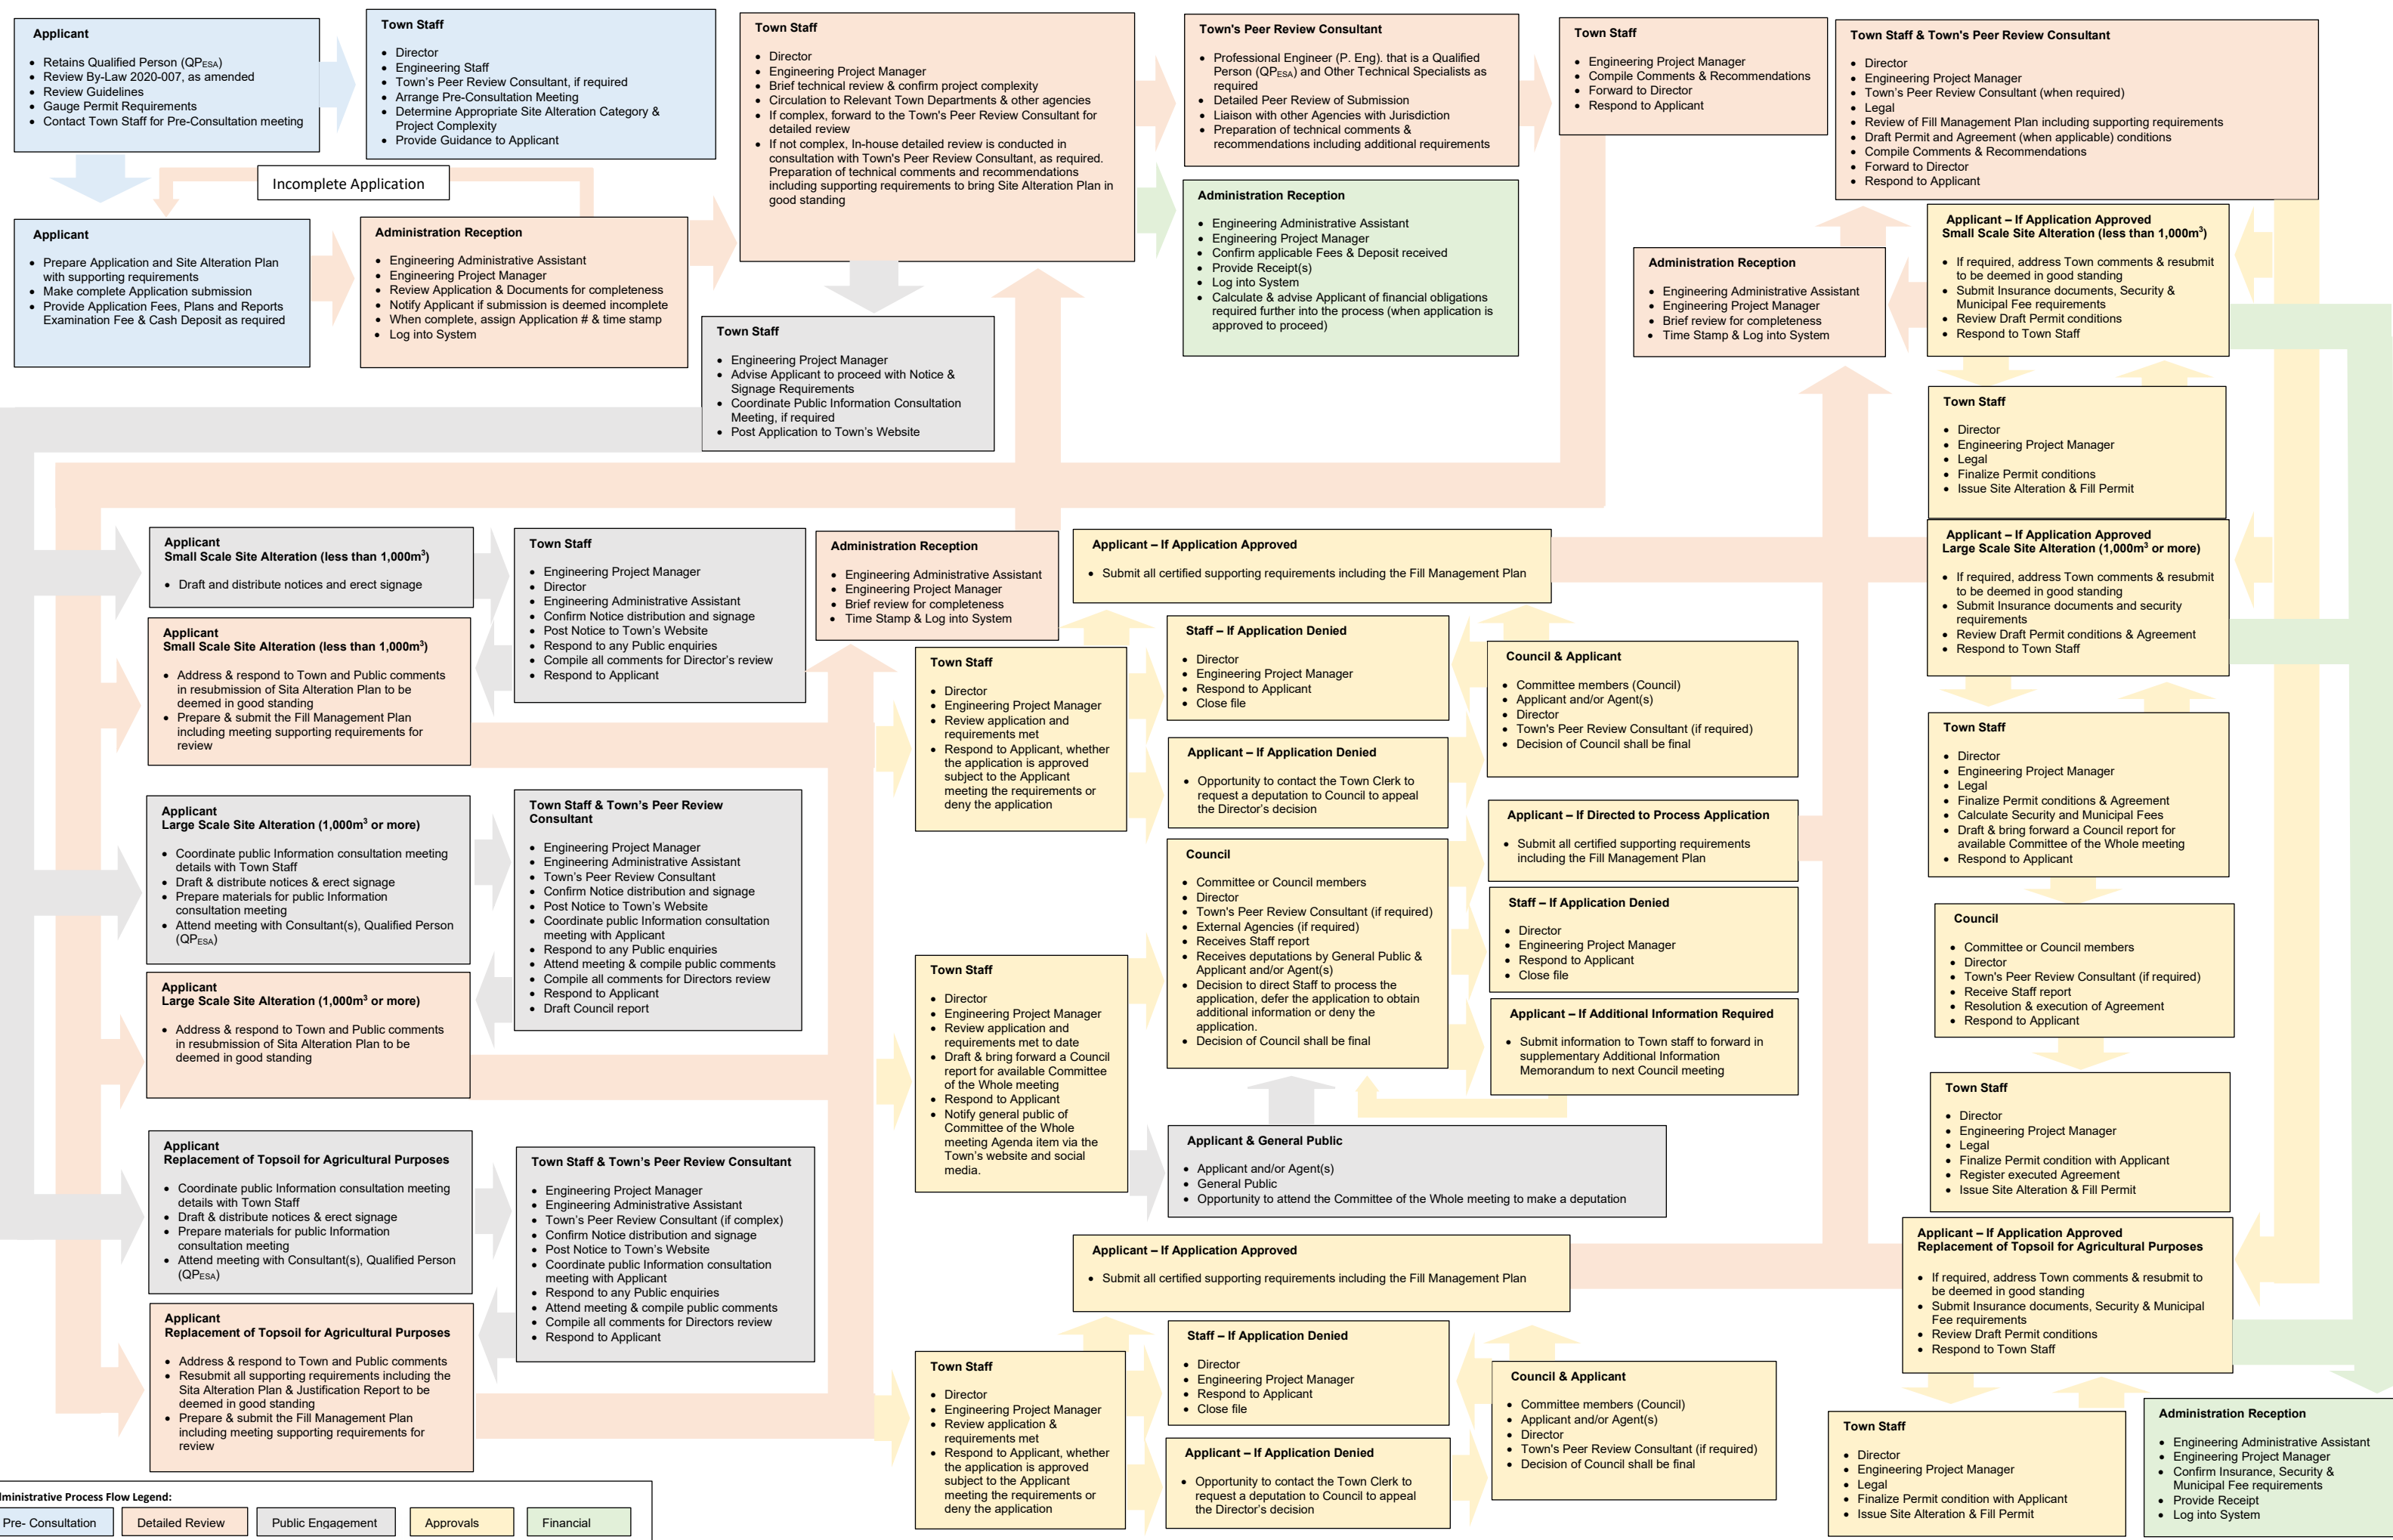 Applicant
• Retains Qualified Person (QPESA)
• Review By-Law 2020-007, as amended
• Review Guidelines
• Gauge Permit Requirements
• Contact Town Staff for Pre-Consultation meeting
Town Staff
• Director
• Engineering Staff
• Town's Peer Review Consultant, if required
• Arrange Pre-Consultation Meeting
• Determine Appropriate Site Alteration Category &
Project Complexity
• Provide Guidance to Applicant
Incomplete Application
Applicant
• Prepare Application and Site Alteration Plan
with supporting requirements
• Make complete Application submission
• Provide Application Fees, Plans and Reports
Examination Fee & Cash Deposit as required
Administration Reception
• Engineering Administrative Assistant
• Engineering Project Manager
• Review Application & Documents for completeness
• Notify Applicant if submission is deemed incomplete
• When complete, assign Application # & time stamp
• Log into System
Town Staff
• Director
• Engineering Project Manager
• Brief technical review & confirm project complexity
• Circulation to Relevant Town Departments & other agencies
• If complex, forward to the Town's Peer Review Consultant for
detailed review
• If not complex, In-house detailed review is conducted in
consultation with Town's Peer Review Consultant, as required.
Preparation of technical comments and recommendations
including supporting requirements to bring Site Alteration Plan in
good standing
Town's Peer Review Consultant
• Professional Engineer (P. Eng). that is a Qualified
Person (QPESA) and Other Technical Specialists as
required
• Detailed Peer Review of Submission
• Liaison with other Agencies with Jurisdiction
• Preparation of technical comments &
recommendations including additional requirements
Administration Reception
• Engineering Administrative Assistant
• Engineering Project Manager
• Confirm applicable Fees & Deposit received
• Provide Receipt(s)
• Log into System
• Calculate & advise Applicant of financial obligations
required further into the process (when application is
approved to proceed)
Town Staff
• Engineering Project Manager
• Compile Comments & Recommendations
• Forward to Director
• Respond to Applicant
Town Staff & Town's Peer Review Consultant
• Director
• Engineering Project Manager
• Town's Peer Review Consultant (when required)
• Legal
• Review of Fill Management Plan including supporting requirements
• Draft Permit and Agreement (when applicable) conditions
• Compile Comments & Recommendations
• Forward to Director
• Respond to Applicant
Administration Reception
• Engineering Administrative Assistant
• Engineering Project Manager
• Brief review for completeness
• Time Stamp & Log into System
Applicant – If Application Approved
Small Scale Site Alteration (less than 1,000m3)
• If required, address Town comments & resubmit
to be deemed in good standing
• Submit Insurance documents, Security &
Municipal Fee requirements
• Review Draft Permit conditions
• Respond to Town Staff
Town Staff
• Engineering Project Manager
• Advise Applicant to proceed with Notice &
Signage Requirements
• Coordinate Public Information Consultation
Meeting, if required
• Post Application to Town's Website
Town Staff
• Director
• Engineering Project Manager
• Legal
• Finalize Permit conditions
• Issue Site Alteration & Fill Permit
Applicant
Small Scale Site Alteration (less than 1,000m3)
• Draft and distribute notices and erect signage
Town Staff
• Engineering Project Manager
• Director
• Engineering Administrative Assistant
• Confirm Notice distribution and signage
• Post Notice to Town's Website
• Respond to any Public enquiries
• Compile all comments for Director's review
• Respond to Applicant
Applicant
Small Scale Site Alteration (less than 1,000m3)
• Address & respond to Town and Public comments
in resubmission of Sita Alteration Plan to be
deemed in good standing
• Prepare & submit the Fill Management Plan
including meeting supporting requirements for
review
Administration Reception
• Engineering Administrative Assistant
• Engineering Project Manager
• Brief review for completeness
• Time Stamp & Log into System
Applicant – If Application Approved
• Submit all certified supporting requirements including the Fill Management Plan
Applicant – If Application Approved
Large Scale Site Alteration (1,000m3 or more)
• If required, address Town comments & resubmit
to be deemed in good standing
• Submit Insurance documents and security
requirements
• Review Draft Permit conditions & Agreement
• Respond to Town Staff
Town Staff
• Director
• Engineering Project Manager
• Review application and
requirements met
• Respond to Applicant, whether
the application is approved
subject to the Applicant
meeting the requirements or
deny the application
Staff – If Application Denied
• Director
• Engineering Project Manager
• Respond to Applicant
• Close file
Applicant – If Application Denied
• Opportunity to contact the Town Clerk to
request a deputation to Council to appeal
the Director's decision
Council & Applicant
• Committee members (Council)
• Applicant and/or Agent(s)
• Director
• Town's Peer Review Consultant (if required)
• Decision of Council shall be final
Town Staff
• Director
• Engineering Project Manager
• Legal
• Finalize Permit conditions & Agreement
• Calculate Security and Municipal Fees
• Draft & bring forward a Council report for
available Committee of the Whole meeting
• Respond to Applicant
Applicant
Large Scale Site Alteration (1,000m3 or more)
• Coordinate public Information consultation meeting
details with Town Staff
• Draft & distribute notices & erect signage
• Prepare materials for public Information
consultation meeting
• Attend meeting with Consultant(s), Qualified Person
(QPESA)
Town Staff & Town's Peer Review
Consultant
• Engineering Project Manager
• Engineering Administrative Assistant
• Town's Peer Review Consultant
• Confirm Notice distribution and signage
• Post Notice to Town's Website
• Coordinate public Information consultation
meeting with Applicant
• Respond to any Public enquiries
• Attend meeting & compile public comments
• Compile all comments for Directors review
• Respond to Applicant
• Draft Council report
Applicant
Large Scale Site Alteration (1,000m3 or more)
• Address & respond to Town and Public comments
in resubmission of Sita Alteration Plan to be
deemed in good standing
Town Staff
• Director
• Engineering Project Manager
• Review application and
requirements met to date
• Draft & bring forward a Council
report for available Committee
of the Whole meeting
• Respond to Applicant
• Notify general public of
Committee of the Whole
meeting Agenda item via the
Town's website and social
media.
Council
• Committee or Council members
• Director
• Town's Peer Review Consultant (if required)
• External Agencies (if required)
• Receives Staff report
• Receives deputations by General Public &
Applicant and/or Agent(s)
• Decision to direct Staff to process the
application, defer the application to obtain
additional information or deny the
application.
• Decision of Council shall be final
Applicant – If Directed to Process Application
• Submit all certified supporting requirements
including the Fill Management Plan
Staff – If Application Denied
• Director
• Engineering Project Manager
• Respond to Applicant
• Close file
Applicant – If Additional Information Required
• Submit information to Town staff to forward in
supplementary Additional Information
Memorandum to next Council meeting
Council
• Committee or Council members
• Director
• Town's Peer Review Consultant (if required)
• Receive Staff report
• Resolution & execution of Agreement
• Respond to Applicant
Town Staff
• Director
• Engineering Project Manager
• Legal
• Finalize Permit condition with Applicant
• Register executed Agreement
• Issue Site Alteration & Fill Permit
Applicant & General Public
• Applicant and/or Agent(s)
• General Public
• Opportunity to attend the Committee of the Whole meeting to make a deputation
Applicant
Replacement of Topsoil for Agricultural Purposes
• Coordinate public Information consultation meeting
details with Town Staff
• Draft & distribute notices & erect signage
• Prepare materials for public Information
consultation meeting
• Attend meeting with Consultant(s), Qualified Person
(QPESA)
Town Staff & Town's Peer Review Consultant
• Engineering Project Manager
• Engineering Administrative Assistant
• Town's Peer Review Consultant (if complex)
• Confirm Notice distribution and signage
• Post Notice to Town's Website
• Coordinate public Information consultation
meeting with Applicant
• Respond to any Public enquiries
• Attend meeting & compile public comments
• Compile all comments for Directors review
• Respond to Applicant
Applicant
Replacement of Topsoil for Agricultural Purposes
• Address & respond to Town and Public comments
• Resubmit all supporting requirements including the
Sita Alteration Plan & Justification Report to be
deemed in good standing
• Prepare & submit the Fill Management Plan
including meeting supporting requirements for
review
Applicant – If Application Approved
• Submit all certified supporting requirements including the Fill Management Plan
Applicant – If Application Approved
Replacement of Topsoil for Agricultural Purposes
• If required, address Town comments & resubmit to
be deemed in good standing
• Submit Insurance documents, Security & Municipal
Fee requirements
• Review Draft Permit conditions
• Respond to Town Staff
Town Staff
• Director
• Engineering Project Manager
• Review application &
requirements met
• Respond to Applicant, whether
the application is approved
subject to the Applicant
meeting the requirements or
deny the application
Staff – If Application Denied
• Director
• Engineering Project Manager
• Respond to Applicant
• Close file
Applicant – If Application Denied
• Opportunity to contact the Town Clerk to
request a deputation to Council to appeal
the Director's decision
Council & Applicant
• Committee members (Council)
• Applicant and/or Agent(s)
• Director
• Town's Peer Review Consultant (if required)
• Decision of Council shall be final
Town Staff
• Director
• Engineering Project Manager
• Legal
• Finalize Permit condition with Applicant
• Issue Site Alteration & Fill Permit
Administration Reception
• Engineering Administrative Assistant
• Engineering Project Manager
• Confirm Insurance, Security &
Municipal Fee requirements
• Provide Receipt
• Log into System
ministrative Process Flow Legend:
Pre- Consultation
Detailed Review
Public Engagement
Approvals
Financial